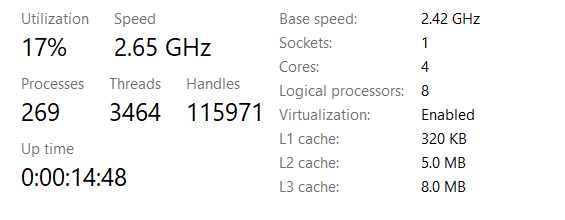 Utilization Speed
17% 2.65 GHz
Processes Threads Handles
269 3464 115971
Up time
0:00:14:48
Base speed: 2.42 GHz
Sockets: 1
Cores: 4
Logical processors: 8
Virtualization: Enabled
L1 cache: 320 KB
L2 cache: 5.0 MB
L3 cache: 8.0 MB